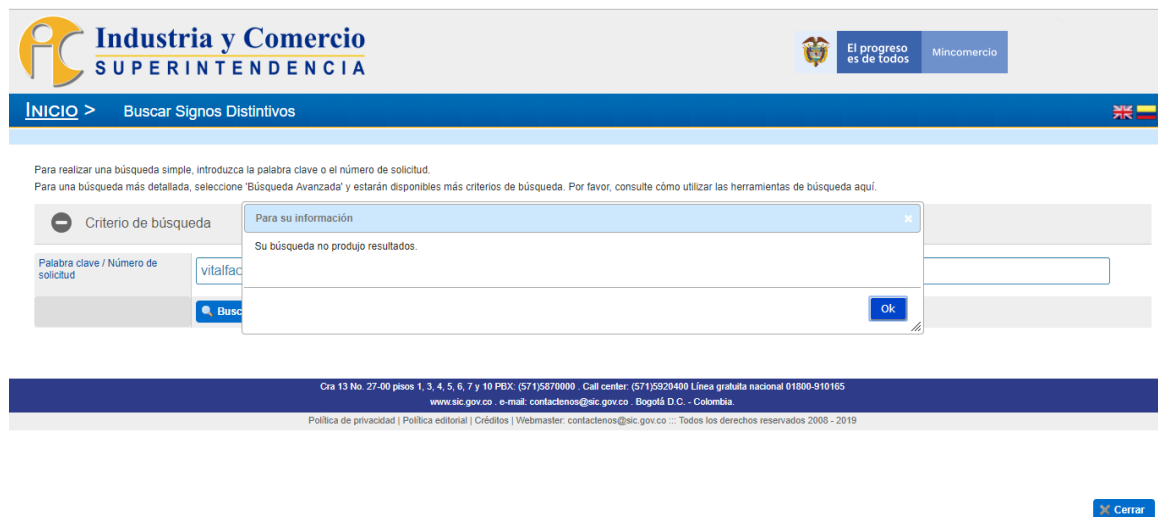 Industria y Comercio
SUPERINTENDENCIA
El progreso
es de todos
Mincomercio
INICIO > Buscar Signos Distintivos
Para realizar una búsqueda simple, introduzca la palabra clave o el número de solicitud.
Para una búsqueda más detallada, seleccione 'Búsqueda Avanzada' y estarán disponibles más criterios de búsqueda. Por favor, consulte cómo utilizar las herramientas de búsqueda aquí.
Criterio de búsqueda
Para su información
Su búsqueda no produjo resultados.
Palabra clave / Número de
solicitud
vitalfac
Busc
Ok
Cra 13 No. 27-00 pisos 1, 3, 4, 5, 6, 7 y 10 PBX: (571)5870000 . Call center: (571)5920400 Línea gratuita nacional 01800-910165
www.sic.gov.co . e-mail: contactenos@sic.gov.co . Bogotá D.C. - Colombia.
Política de privacidad | Política editorial | Créditos | Webmaster: contactenos@sic.gov.co ::: Todos los derechos reservados 2008 - 2019
Cerrar